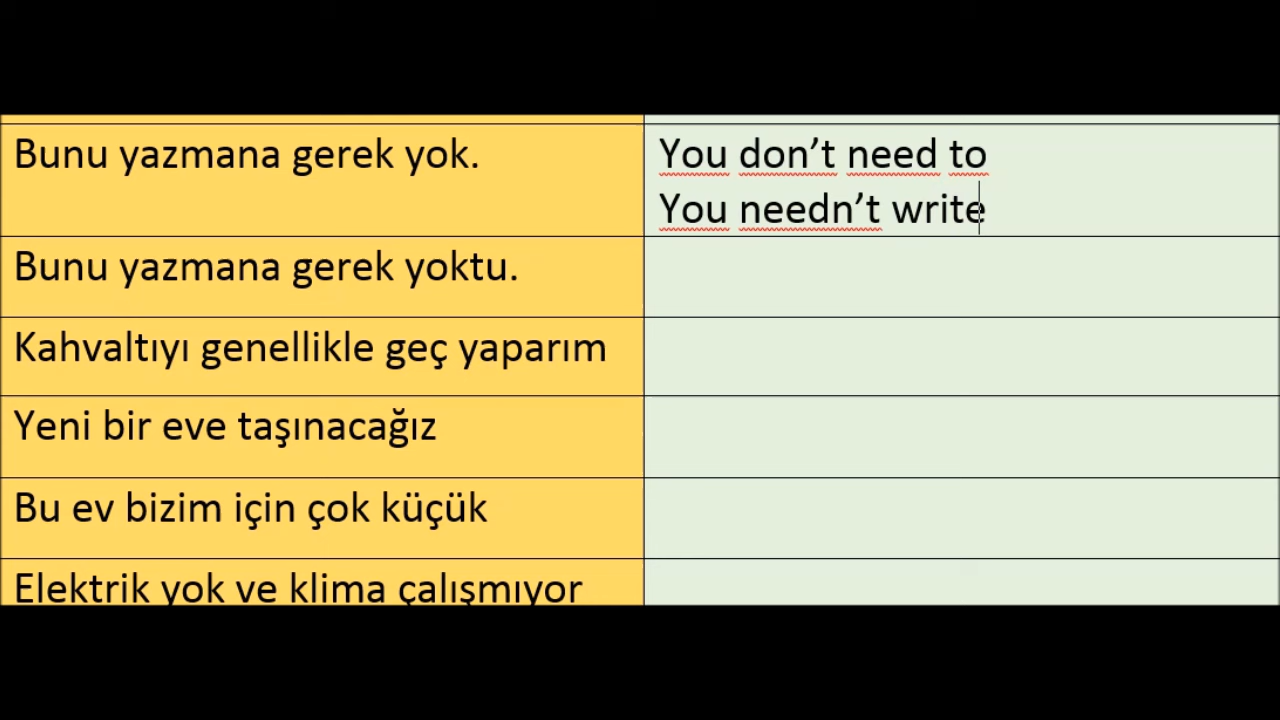 Bunu yazmana gerek yok.
You don’t need to
You needn’t write
Bunu yazmana gerek yoktu.
Kahvaltıyı genellikle geç yaparım
Yeni bir eve taşınacağız
Bu ev bizim için çok küçük
Elektrik yok ve klima çalışmıyor